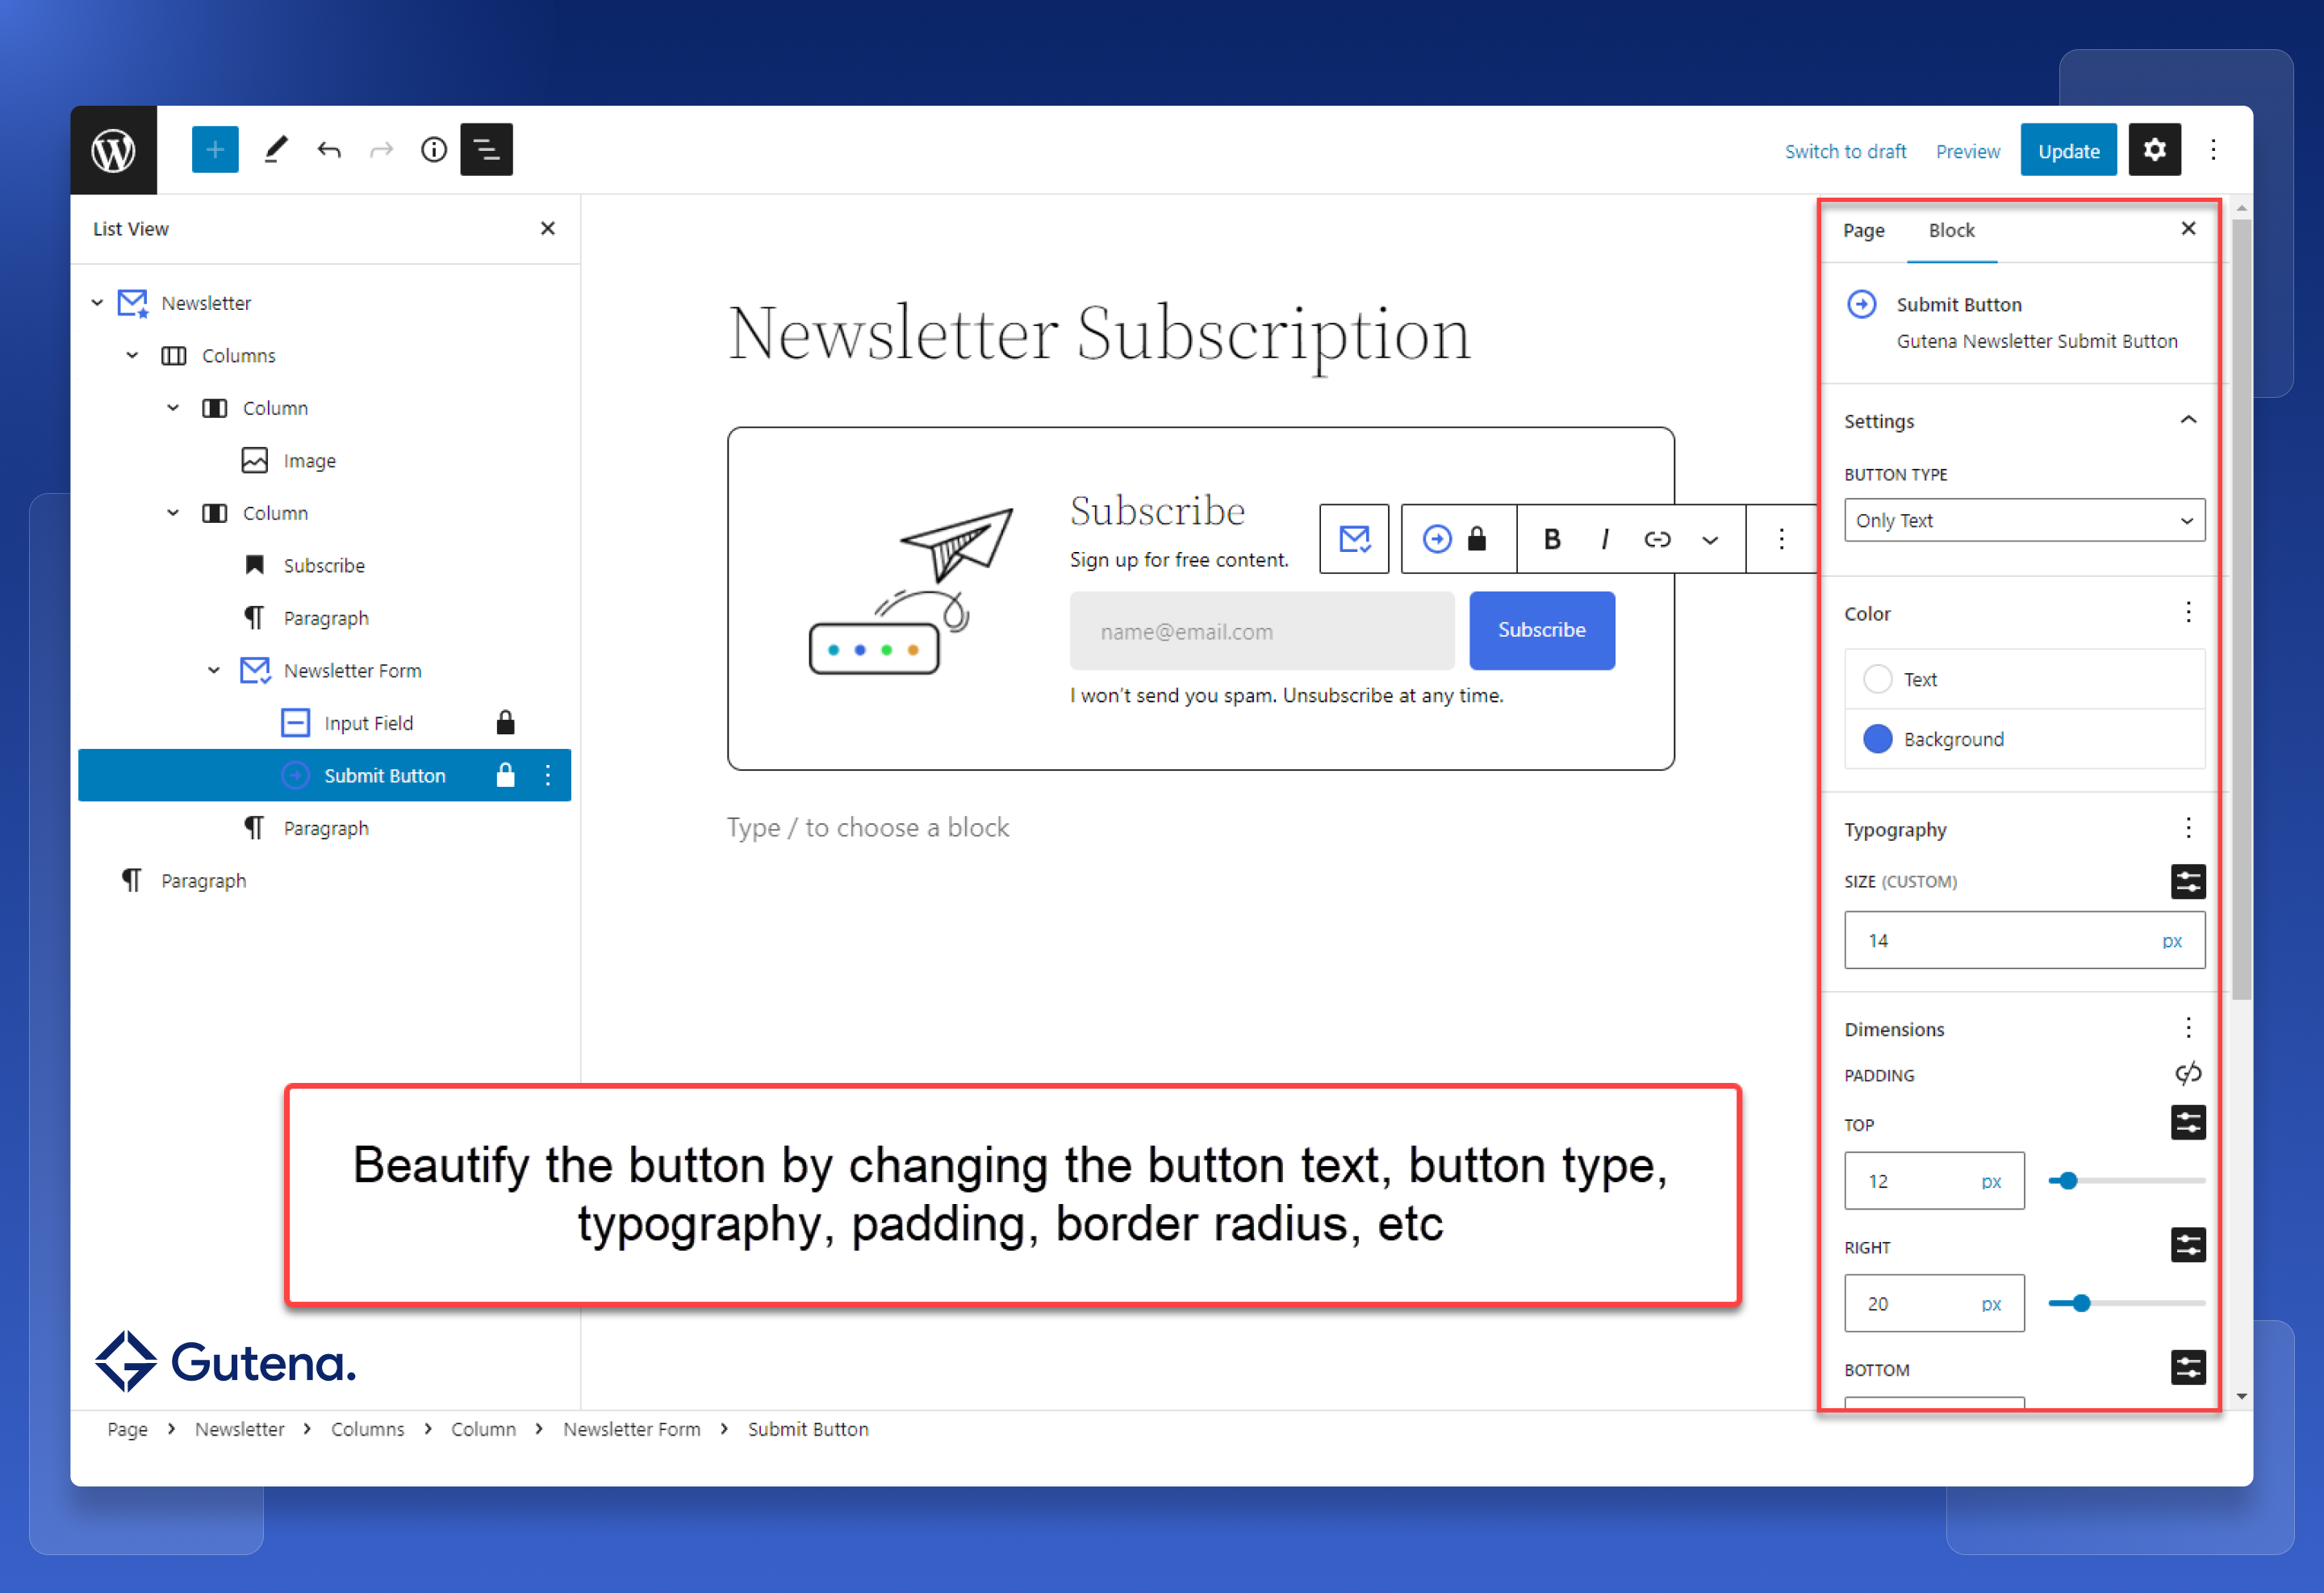 Switch to draft
Preview
Update
List View
Newsletter
Columns
Column
Image
Column
Subscribe
Paragraph
Newsletter Form
Input Field
Submit Button
Paragraph
Paragraph
Newsletter Subscription
Subscribe
Sign up for free content.
B I
name@email.com
Subscribe
I won't send you spam. Unsubscribe at any time.
Type / to choose a block
Page Block
Submit Button
Gutena Newsletter Submit Button
Settings
BUTTON TYPE
Only Text
Color
Text
Background
Typography
SIZE (CUSTOM)
14 px
Dimensions
PADDING
TOP
12 px
RIGHT
20 px
BOTTOM
Beautify the button by changing the button text, button type,
typography, padding, border radius, etc
Gutena.
Page > Newsletter > Columns > Column > Newsletter Form > Submit Button